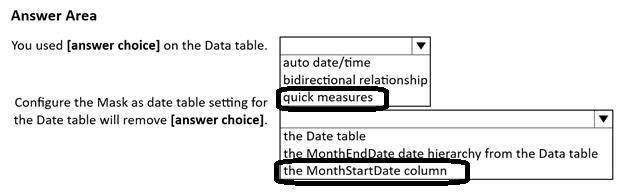 Answer Area
You used [answer choice] on the Data table.
auto date/time
bidirectional relationship
quick measures
Configure the Mask as date table setting for
the Date table will remove [answer choice].
the Date table
the MonthEndDate date hierarchy from the Data table
the MonthStartDate column